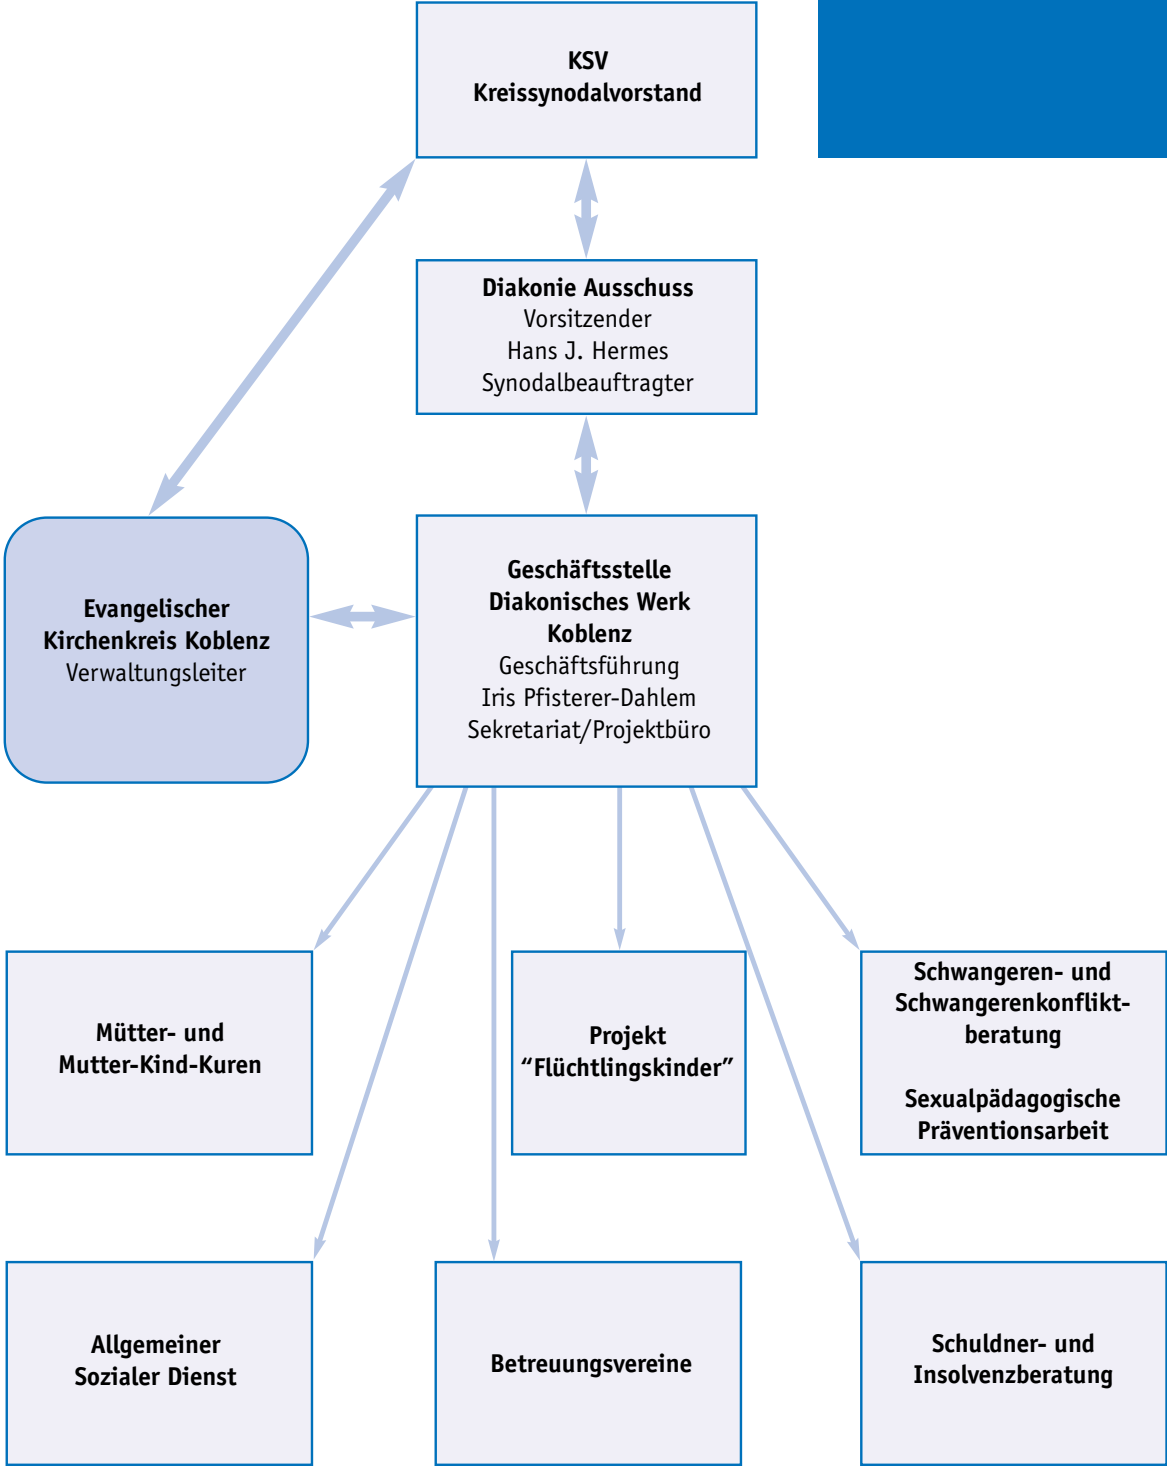 KSV
Kreissynodalvorstand
Diakonie Ausschuss
Vorsitzender
Hans J. Hermes
Synodalbeauftragter
Evangelischer
Kirchenkreis Koblenz
Verwaltungsleiter
Geschäftsstelle
Diakonisches Werk
Koblenz
Geschäftsführung
Iris Pfisterer-Dahlem
Sekretariat/Projektbüro
Mütter- und
Mutter-Kind-Kuren
Projekt
“Flüchtlingskinder”
Schwangeren- und
Schwangerenkonflikt-
beratung
Sexualpädagogische
Präventionsarbeit
Allgemeiner
Sozialer Dienst
Betreuungsvereine
Schuldner- und
Insolvenzberatung